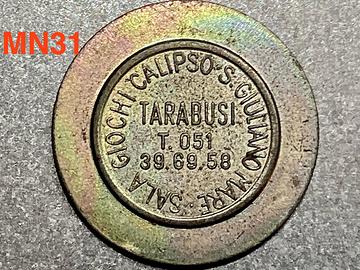 MN31
SALA GIOCHI CALIPSO-S.GIULIANO MARE-
TARABUSI
T. 051
39.69.58